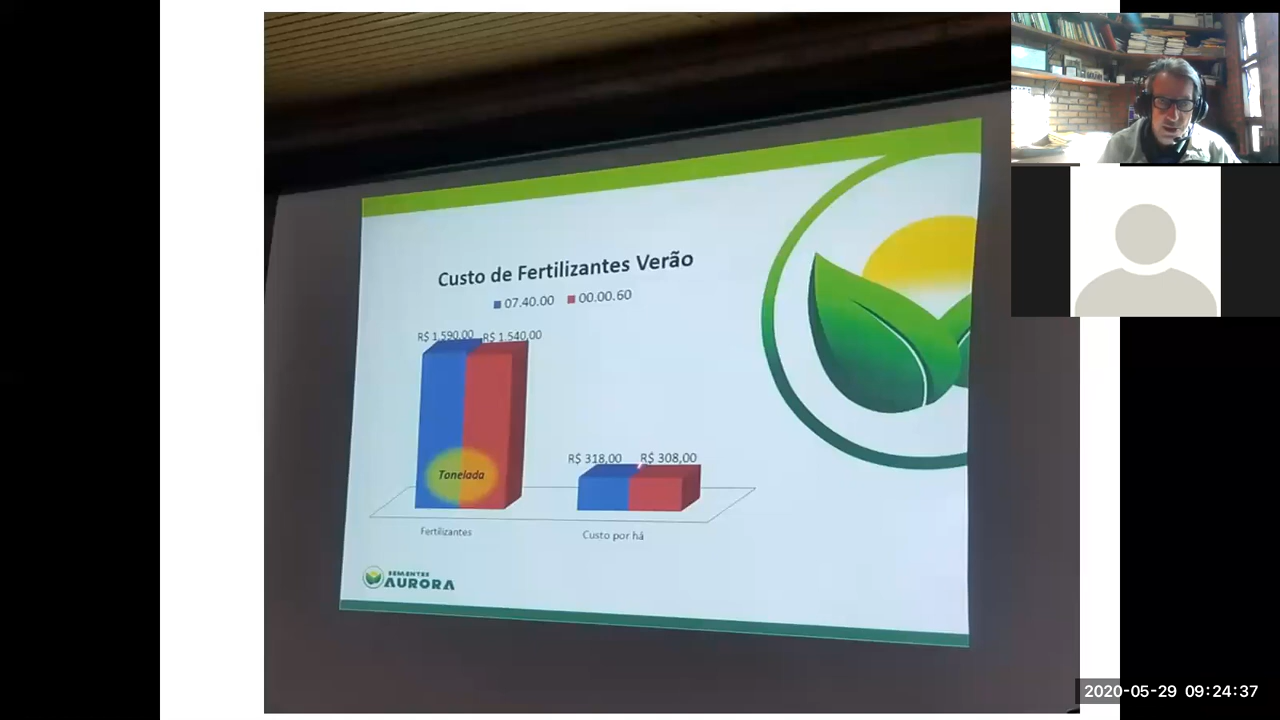 Custo de Fertilizantes Verão
07.40.00 00.00.60
R$ 1.590,00 R$ 1.540,00
R$ 318,00 R$ 308,00
Tonelada
Fertilizantes Custo por há
SEMENTES
AURORA
2020-05-29 09:24:37